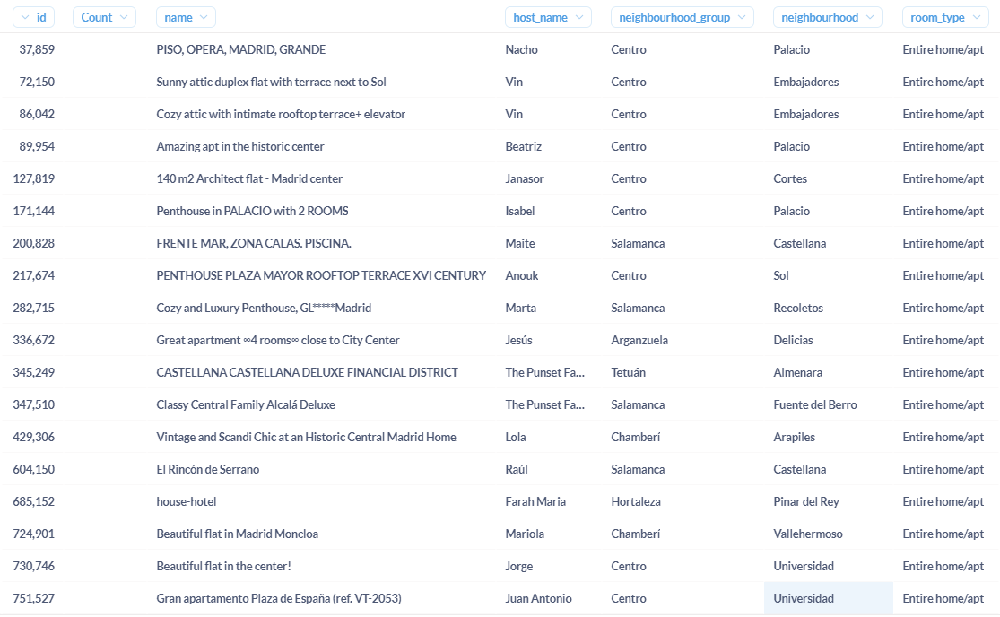 id Count name host_name neighbourhood_group neighbourhood room_type
37,859 PISO, OPERA, MADRID, GRANDE Nacho Centro Palacio Entire home/apt
72,150 Sunny attic duplex flat with terrace next to Sol Vin Centro Embajadores Entire home/apt
86,042 Cozy attic with intimate rooftop terrace+ elevator Vin Centro Embajadores Entire home/apt
89,954 Amazing apt in the historic center Beatriz Centro Palacio Entire home/apt
127,819 140 m2 Architect flat - Madrid center Janasor Centro Cortes Entire home/apt
171,144 Penthouse in PALACIO with 2 ROOMS Isabel Centro Palacio Entire home/apt
200,828 FRENTE MAR, ZONA CALAS. PISCINA. Maite Salamanca Castellana Entire home/apt
217,674 PENTHOUSE PLAZA MAYOR ROOFTOP TERRACE XVI CENTURY Anouk Centro Sol Entire home/apt
282,715 Cozy and Luxury Penthouse, GL*****Madrid Marta Salamanca Recoletos Entire home/apt
336,672 Great apartment ∞4 rooms∞ close to City Center Jesús Arganzuela Delicias Entire home/apt
345,249 CASTELLANA CASTELLANA DELUXE FINANCIAL DISTRICT The Punset Fa... Tetuán Almenara Entire home/apt
347,510 Classy Central Family Alcalá Deluxe The Punset Fa... Salamanca Fuente del Berro Entire home/apt
429,306 Vintage and Scandi Chic at an Historic Central Madrid Home Lola Chamberí Arapiles Entire home/apt
604,150 El Rincón de Serrano Raúl Salamanca Castellana Entire home/apt
685,152 house-hotel Farah Maria Hortaleza Pinar del Rey Entire home/apt
724,901 Beautiful flat in Madrid Moncloa Mariola Chamberí Vallehermoso Entire home/apt
730,746 Beautiful flat in the center! Jorge Centro Universidad Entire home/apt
751,527 Gran apartamento Plaza de España (ref. VT-2053) Juan Antonio Centro Universidad Entire home/apt